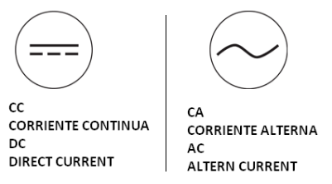 CC
CORRIENTE CONTINUA
DC
DIRECT CURRENT
CA
CORRIENTE ALTERNA
AC
ALTERN CURRENT